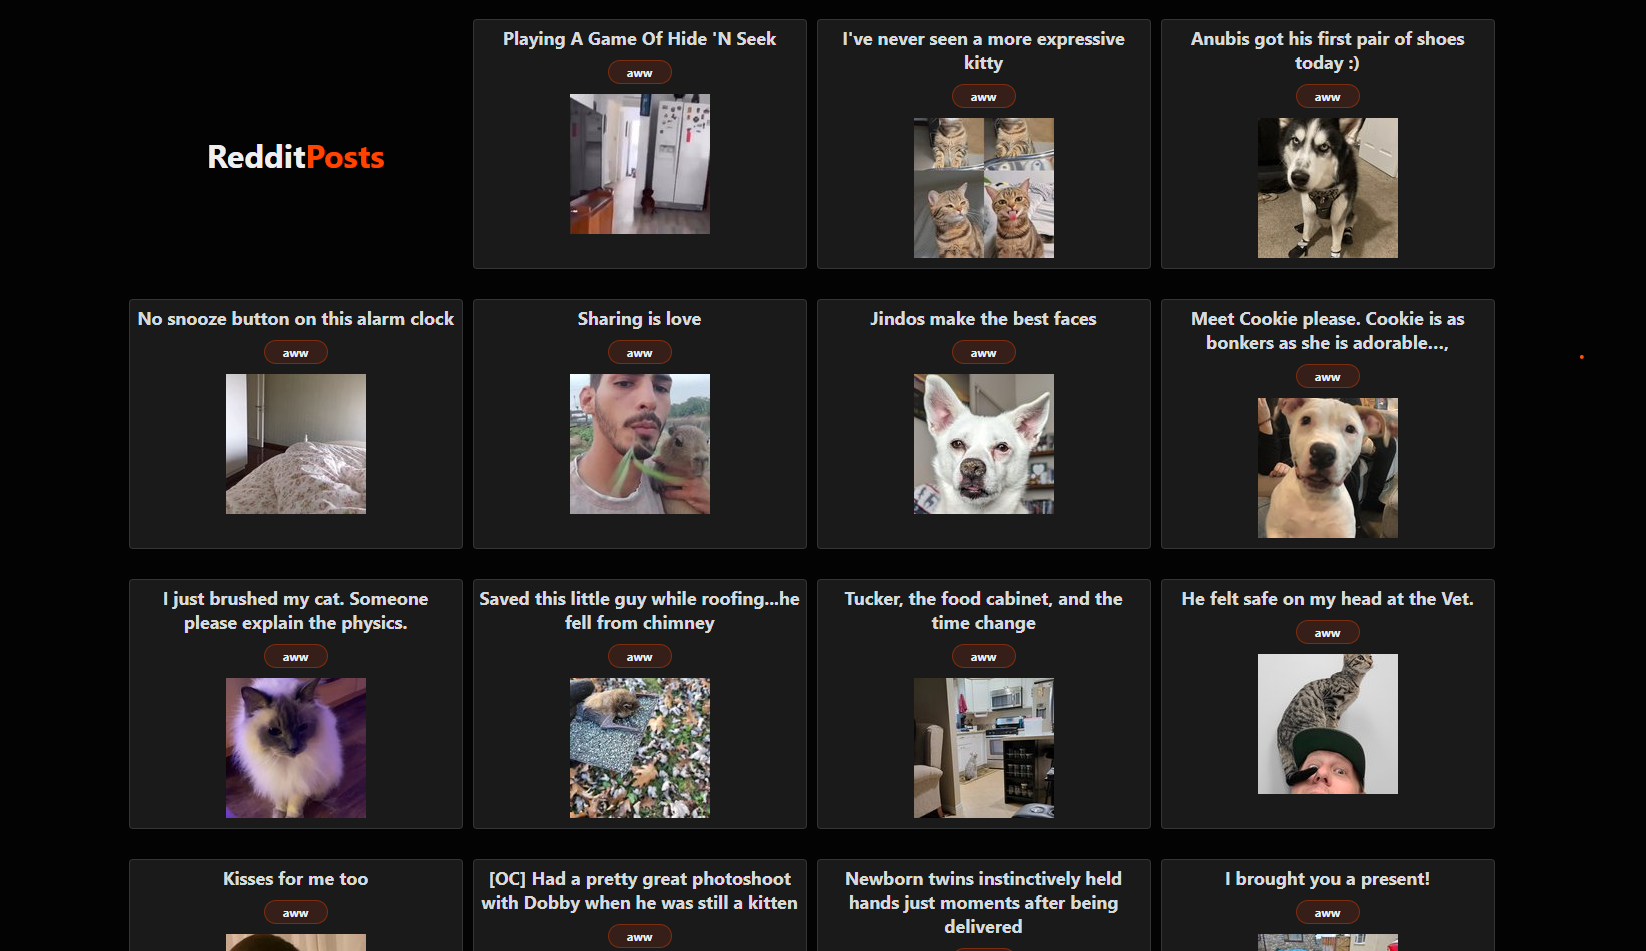 RedditPosts
Playing A Game Of Hide 'N Seek
aww
I've never seen a more expressive
kitty
aww
Anubis got his first pair of shoes
today :)
aww
No snooze button on this alarm clock
aww
Sharing is love
aww
Jindos make the best faces
aww
Meet Cookie please. Cookie is as
bonkers as she is adorable...,
aww
I just brushed my cat. Someone
please explain the physics.
aww
Saved this little guy while roofing...he
fell from chimney
aww
Tucker, the food cabinet, and the
time change
aww
He felt safe on my head at the Vet.
aww
Kisses for me too
aww
[OC] Had a pretty great photoshoot
with Dobby when he was still a kitten
aww
Newborn twins instinctively held
hands just moments after being
delivered
I brought you a present!
aww